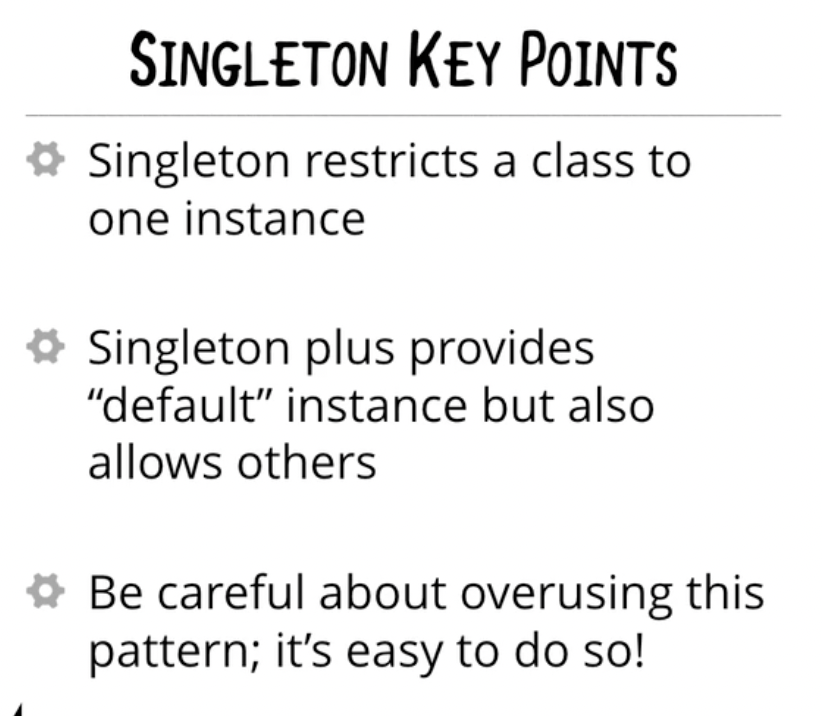 SINGLETON KEY POINTS
Singleton restricts a class to
one instance
Singleton plus provides
“default” instance but also
allows others
Be careful about overusing this
pattern; it’s easy to do so!